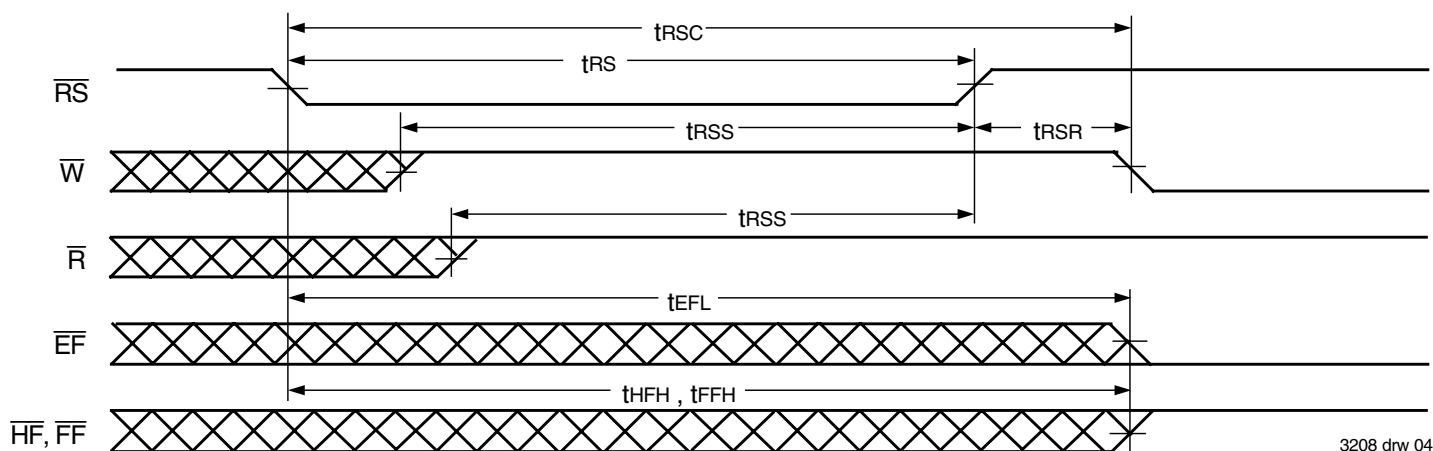 tRSC
tRS
RS
tRSS
tRSR
W
tRSS
R
tEFL
EF
tHFH , tFFH
HF, FF
3208 drw 04